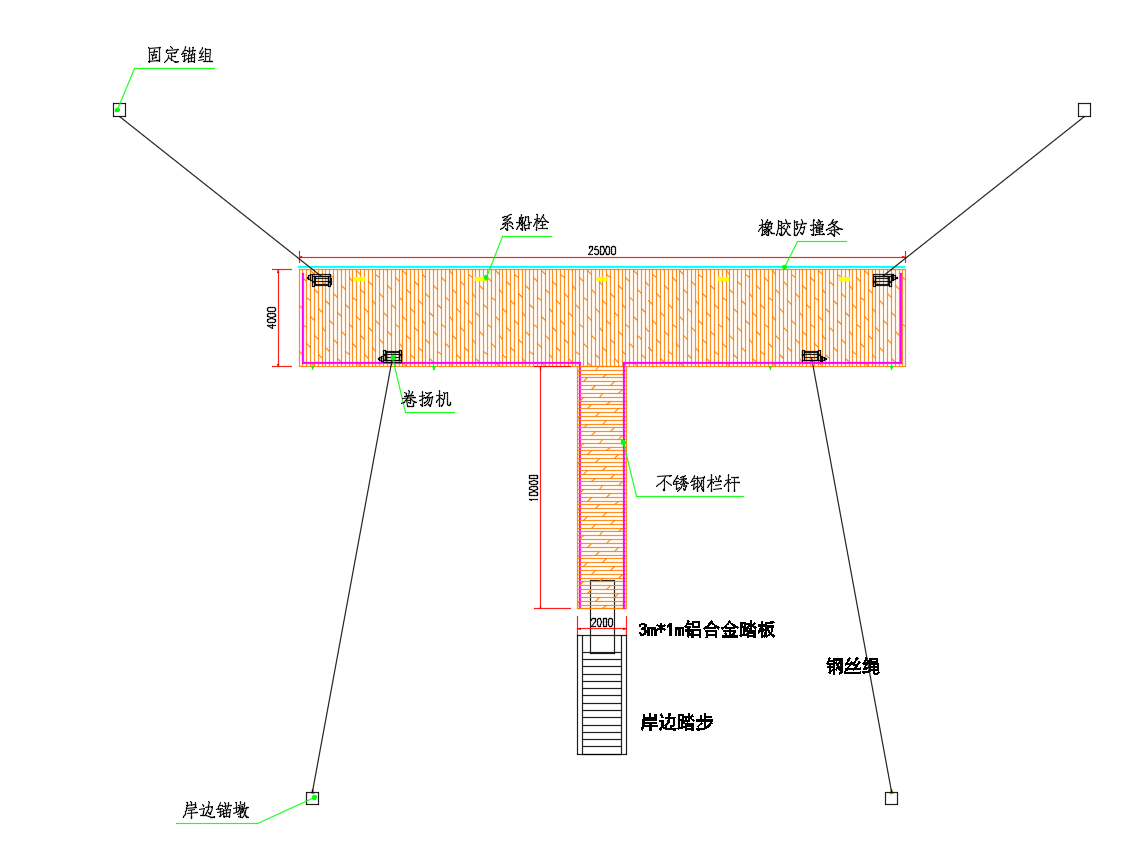 固定锚组
系船栓
橡胶防撞条
25000
4000
卷扬机
10000
不锈钢栏杆
2000
3m*1m铝合金踏板
钢丝绳
岸边踏步
岸边锚墩